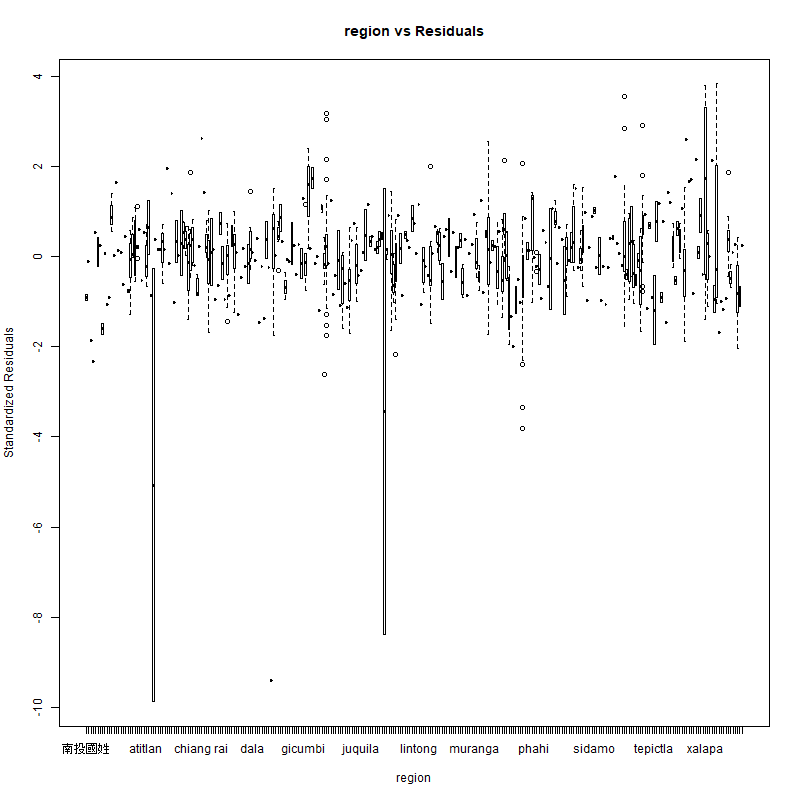 region vs Residuals
Standardized Residuals
4
2
0
-2
-4
-6
-8
-10
南投國姓 atitlan chiang rai dala gicumbi juquila lintong muranga phahi sidamo tepictla xalapa
region